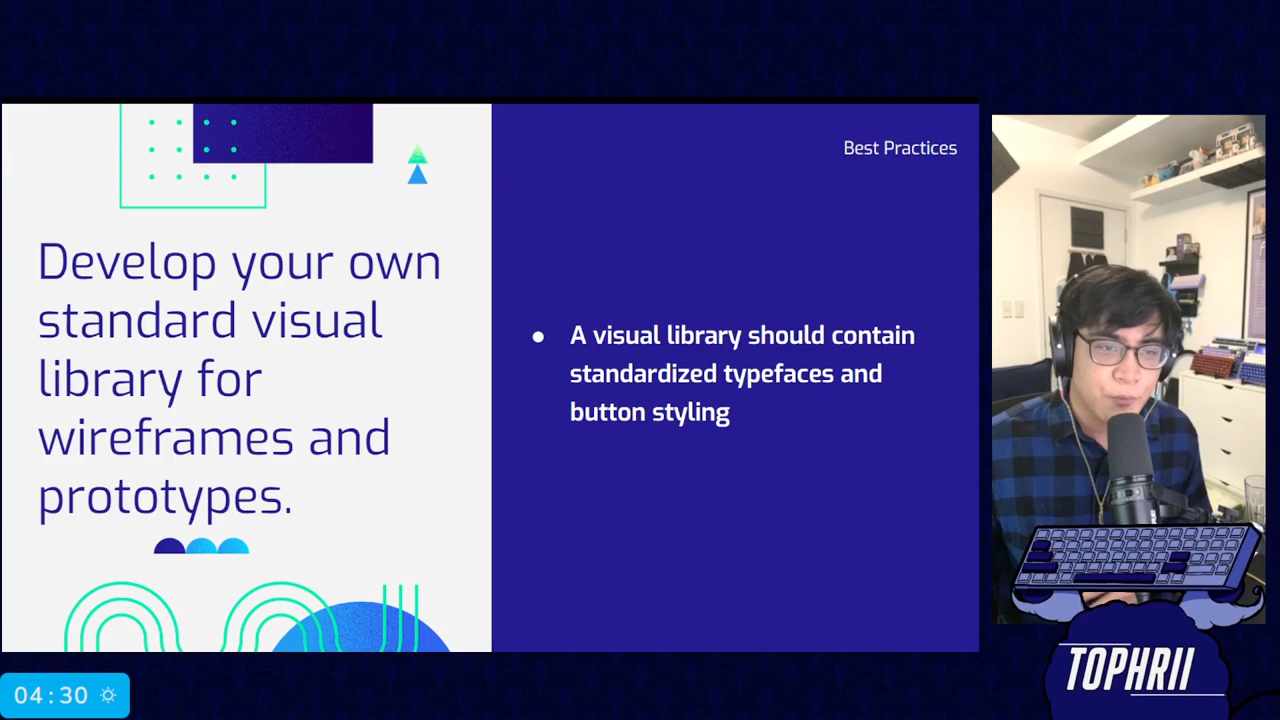 Best Practices
Develop your own
standard visual
library for
wireframes and
prototypes.
● A visual library should contain
standardized typefaces and
button styling
04:30
TOPHRII